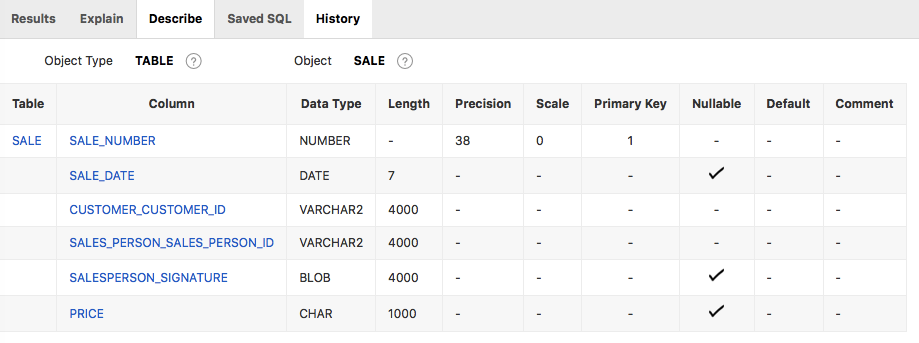 Results Explain Describe Saved SQL History
Object Type TABLE ? Object SALE ?
Table Column Data Type Length Precision Scale Primary Key Nullable Default Comment
SALE SALE_NUMBER NUMBER - 38 0 1 - - -
SALE_DATE DATE 7 - - - ✓ - -
CUSTOMER_CUSTOMER_ID VARCHAR2 4000 - - - - - -
SALES_PERSON_SALES_PERSON_ID VARCHAR2 4000 - - - - - -
SALESPERSON_SIGNATURE BLOB 4000 - - - ✓ - -
PRICE CHAR 1000 - - - ✓ - -